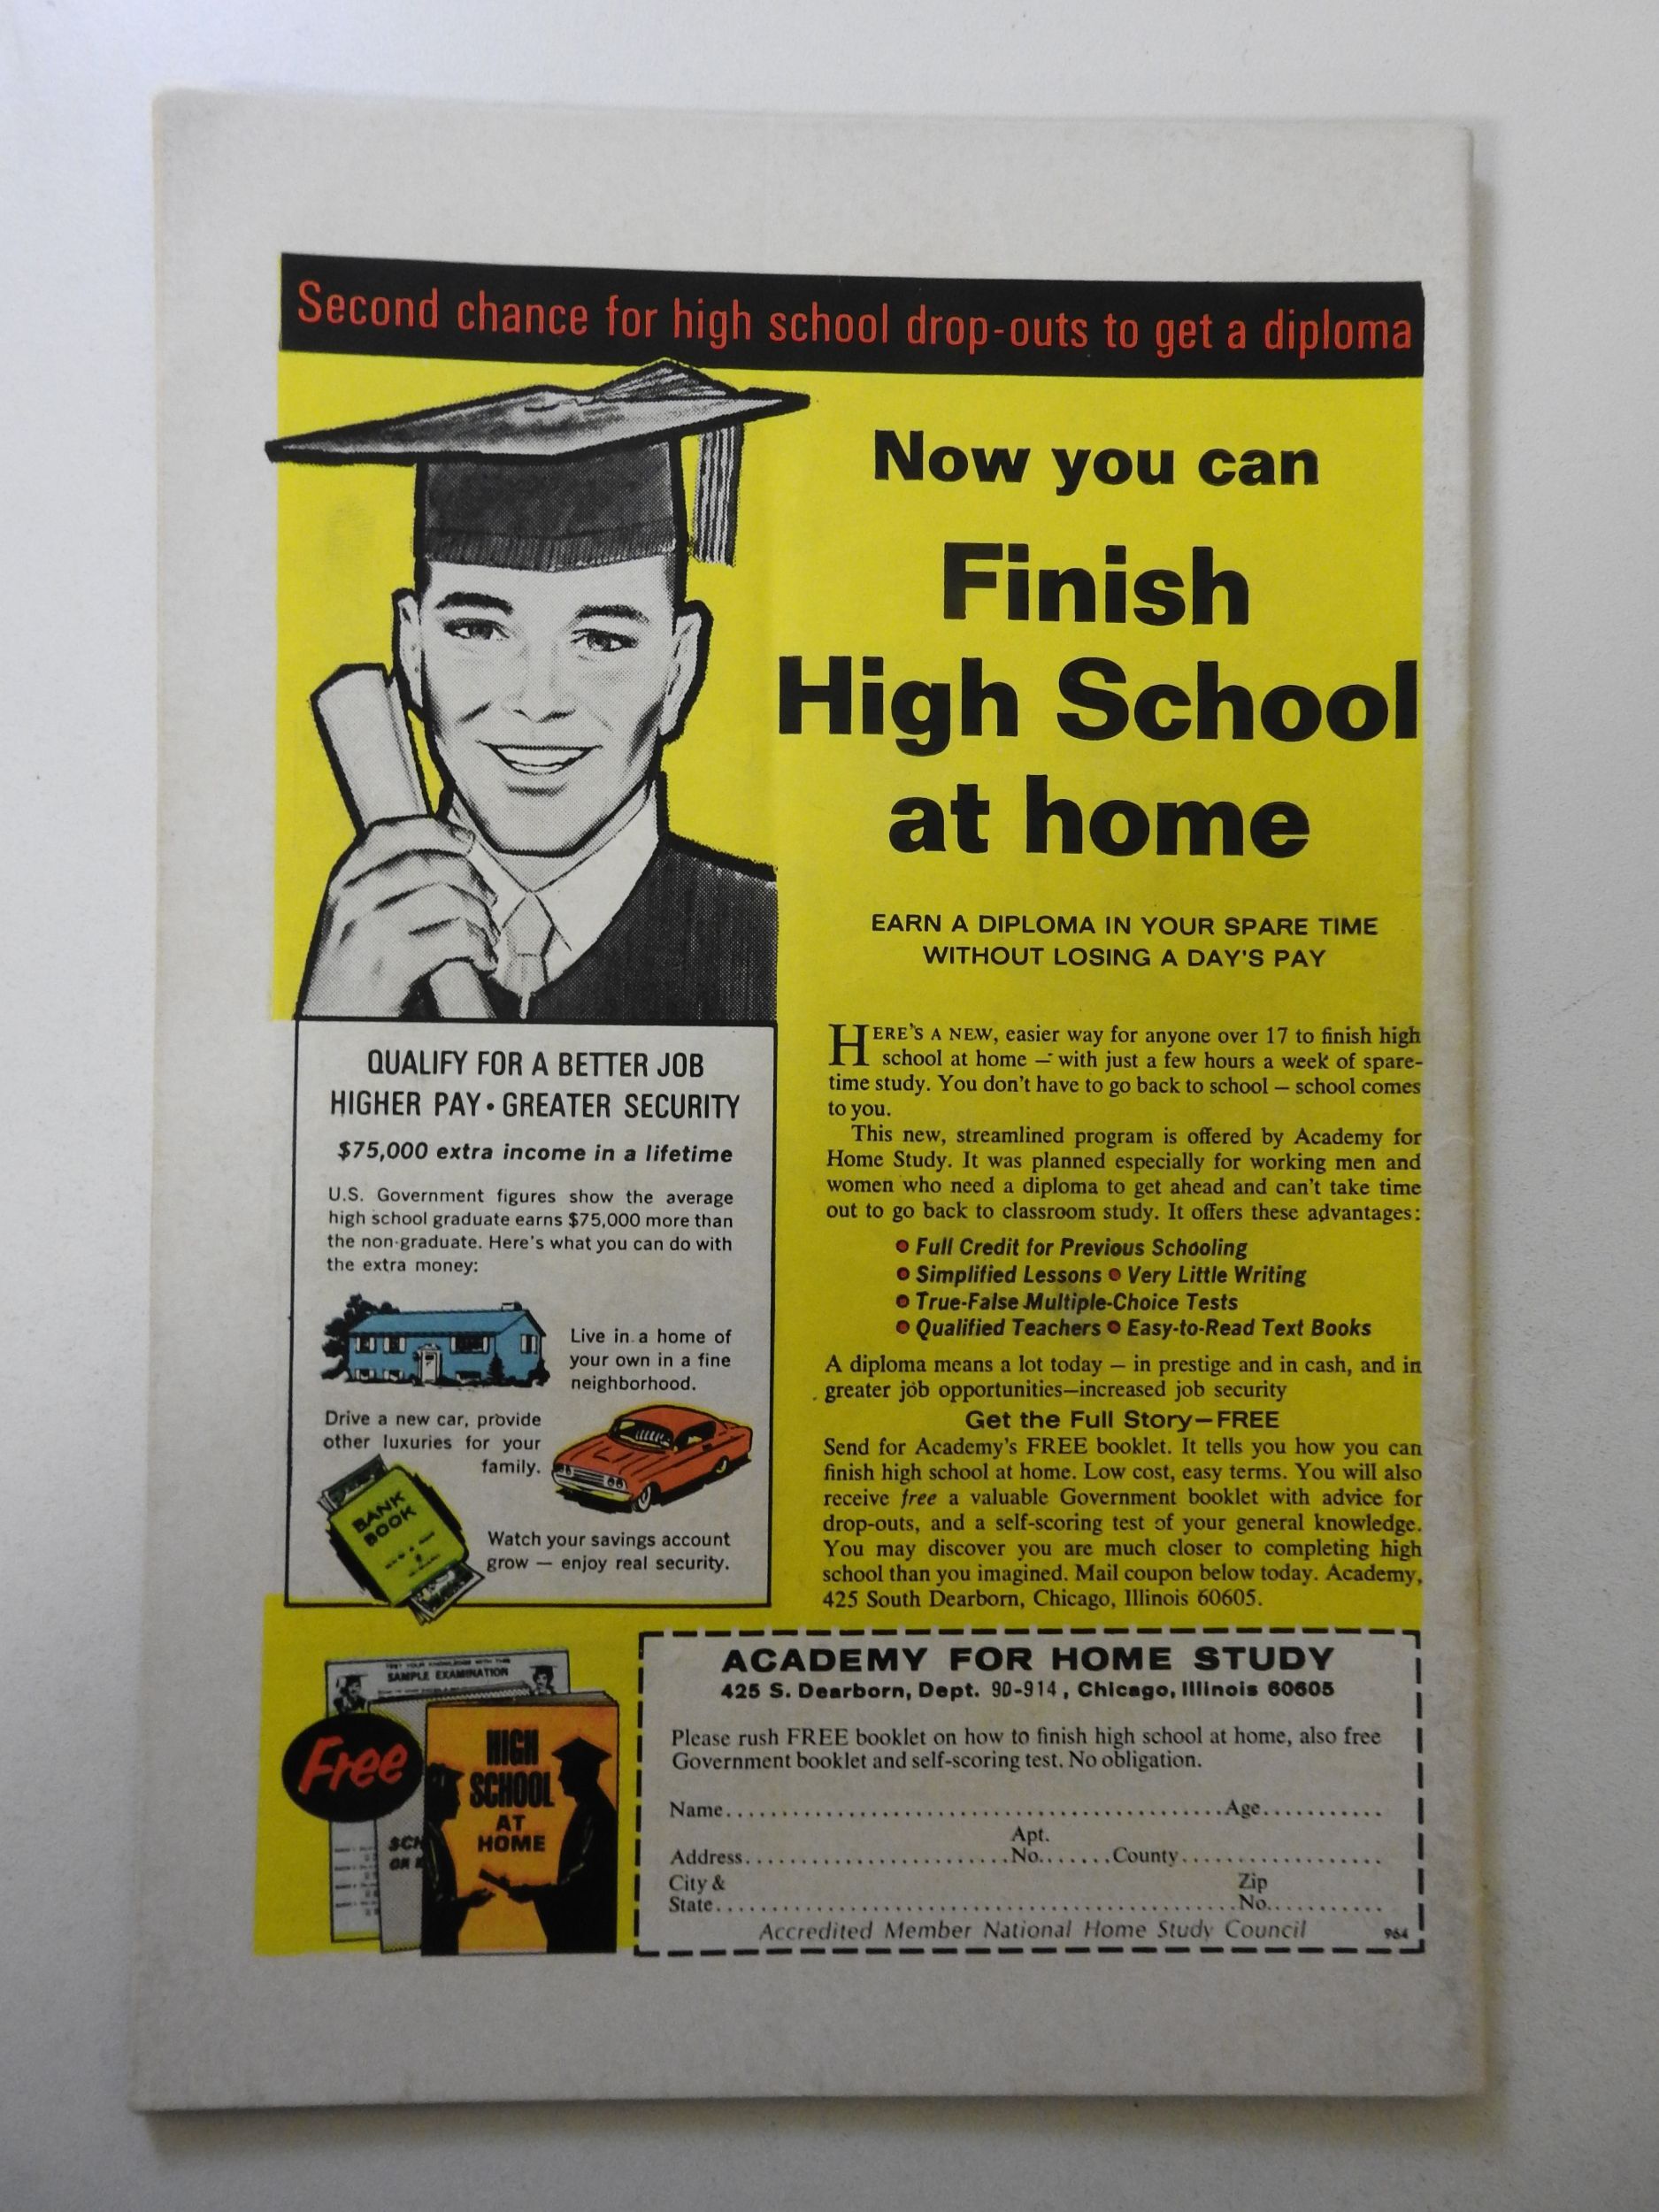 Second chance for high school drop-outs to get a diploma
Now you can
Finish
High School
at home
EARN A DIPLOMA IN YOUR SPARE TIME
WITHOUT LOSING A DAY'S PAY
QUALIFY FOR A BETTER JOB
HIGHER PAY • GREATER SECURITY
$75,000 extra income in a lifetime
U.S. Government figures show the average
high school graduate earns $75,000 more than
the non-graduate. Here's what you can do with
the extra money:
Live in a home of
your own in a fine
neighborhood.
Drive a new car, provide
other luxuries for your
family.
BANK
BOOK
Watch your savings account
grow — enjoy real security.
HERE'S A NEW, easier way for anyone over 17 to finish high
school at home — with just a few hours a week of spare-
time study. You don't have to go back to school — school comes
to you.
This new, streamlined program is offered by Academy for
Home Study. It was planned especially for working men and
women who need a diploma to get ahead and can't take time
out to go back to classroom study. It offers these advantages:
• Full Credit for Previous Schooling
• Simplified Lessons • Very Little Writing
• True-False Multiple-Choice Tests
• Qualified Teachers • Easy-to-Read Text Books
A diploma means a lot today — in prestige and in cash, and in
greater job opportunities—increased job security
Get the Full Story—FREE
Send for Academy's FREE booklet. It tells you how you can
finish high school at home. Low cost, easy terms. You will also
receive free a valuable Government booklet with advice for
drop-outs, and a self-scoring test of your general knowledge.
You may discover you are much closer to completing high
school than you imagined. Mail coupon below today. Academy,
425 South Dearborn, Chicago, Illinois 60605.
TEST YOUR KNOWLEDGE WITH THIS
SAMPLE EXAMINATION
Free
SCH
OR
HIGH
SCHOOL
AT
HOME
ACADEMY FOR HOME STUDY
425 S. Dearborn, Dept. 90-914, Chicago, Illinois 60605
Please rush FREE booklet on how to finish high school at home, also free
Government booklet and self-scoring test. No obligation.
Name..................................................Age............
Apt.
Address..........................No.......County....................
City & Zip
State....................................................No............
Accredited Member National Home Study Council 964